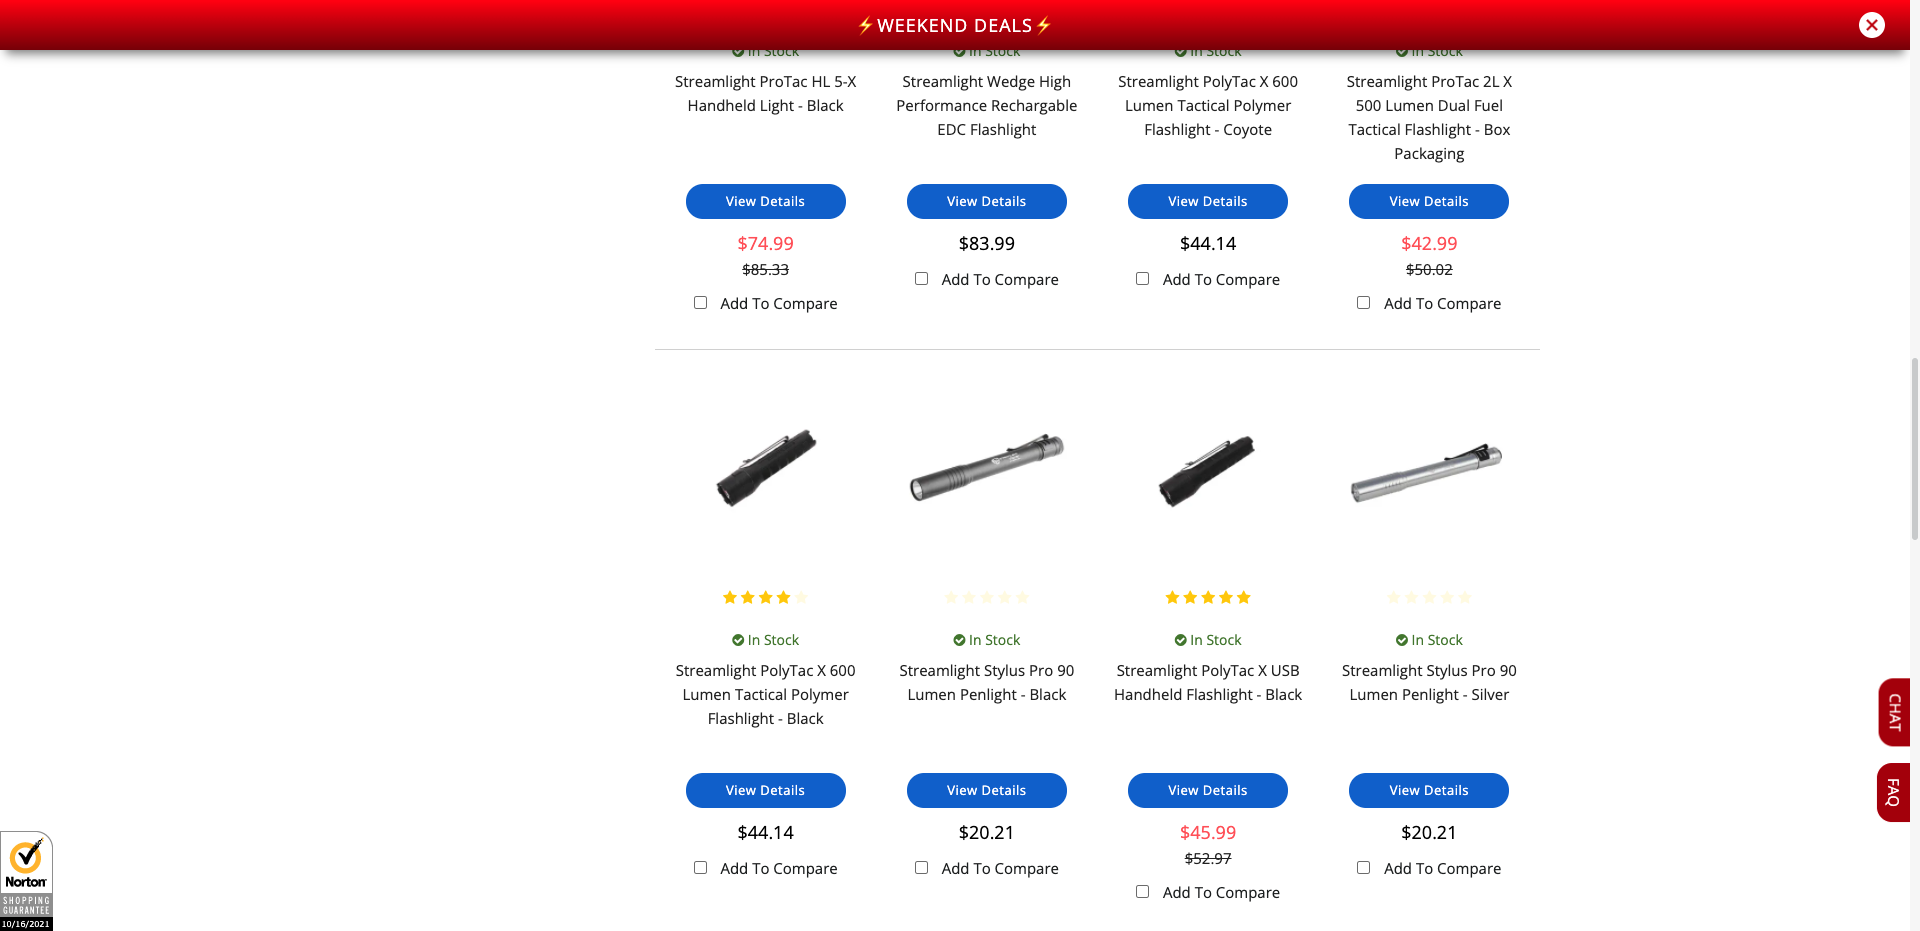 ⚡WEEKEND DEALS⚡
In Stock
In Stock
In Stock
In Stock
Streamlight ProTac HL 5-X
Handheld Light - Black
Streamlight Wedge High
Performance Rechargable
EDC Flashlight
Streamlight PolyTac X 600
Lumen Tactical Polymer
Flashlight - Coyote
Streamlight ProTac 2L X
500 Lumen Dual Fuel
Tactical Flashlight - Box
Packaging
View Details
View Details
View Details
View Details
$74.99
$85.33
Add To Compare
$83.99
Add To Compare
$44.14
Add To Compare
$42.99
$50.02
Add To Compare
In Stock
In Stock
In Stock
In Stock
Streamlight PolyTac X 600
Lumen Tactical Polymer
Flashlight - Black
Streamlight Stylus Pro 90
Lumen Penlight - Black
Streamlight PolyTac X USB
Handheld Flashlight - Black
Streamlight Stylus Pro 90
Lumen Penlight - Silver
View Details
View Details
View Details
View Details
$44.14
Add To Compare
$20.21
Add To Compare
$45.99
$52.97
Add To Compare
$20.21
Add To Compare
CHAT
FAQ
Norton
SHOPPING
GUARANTEE
10/16/2021